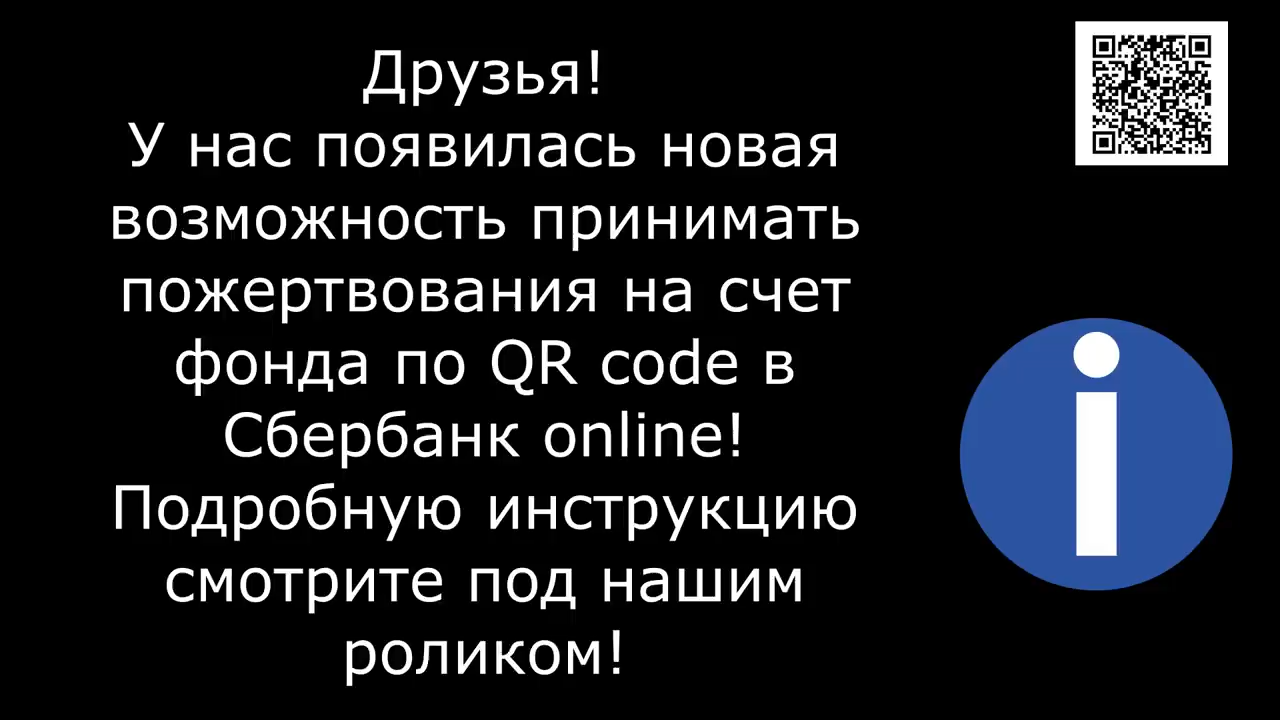 Друзья!
У нас появилась новая
возможность принимать
пожертвования на счет
фонда по QR code в
Сбербанк online!
Подробную инструкцию
смотрите под нашим
роликом!